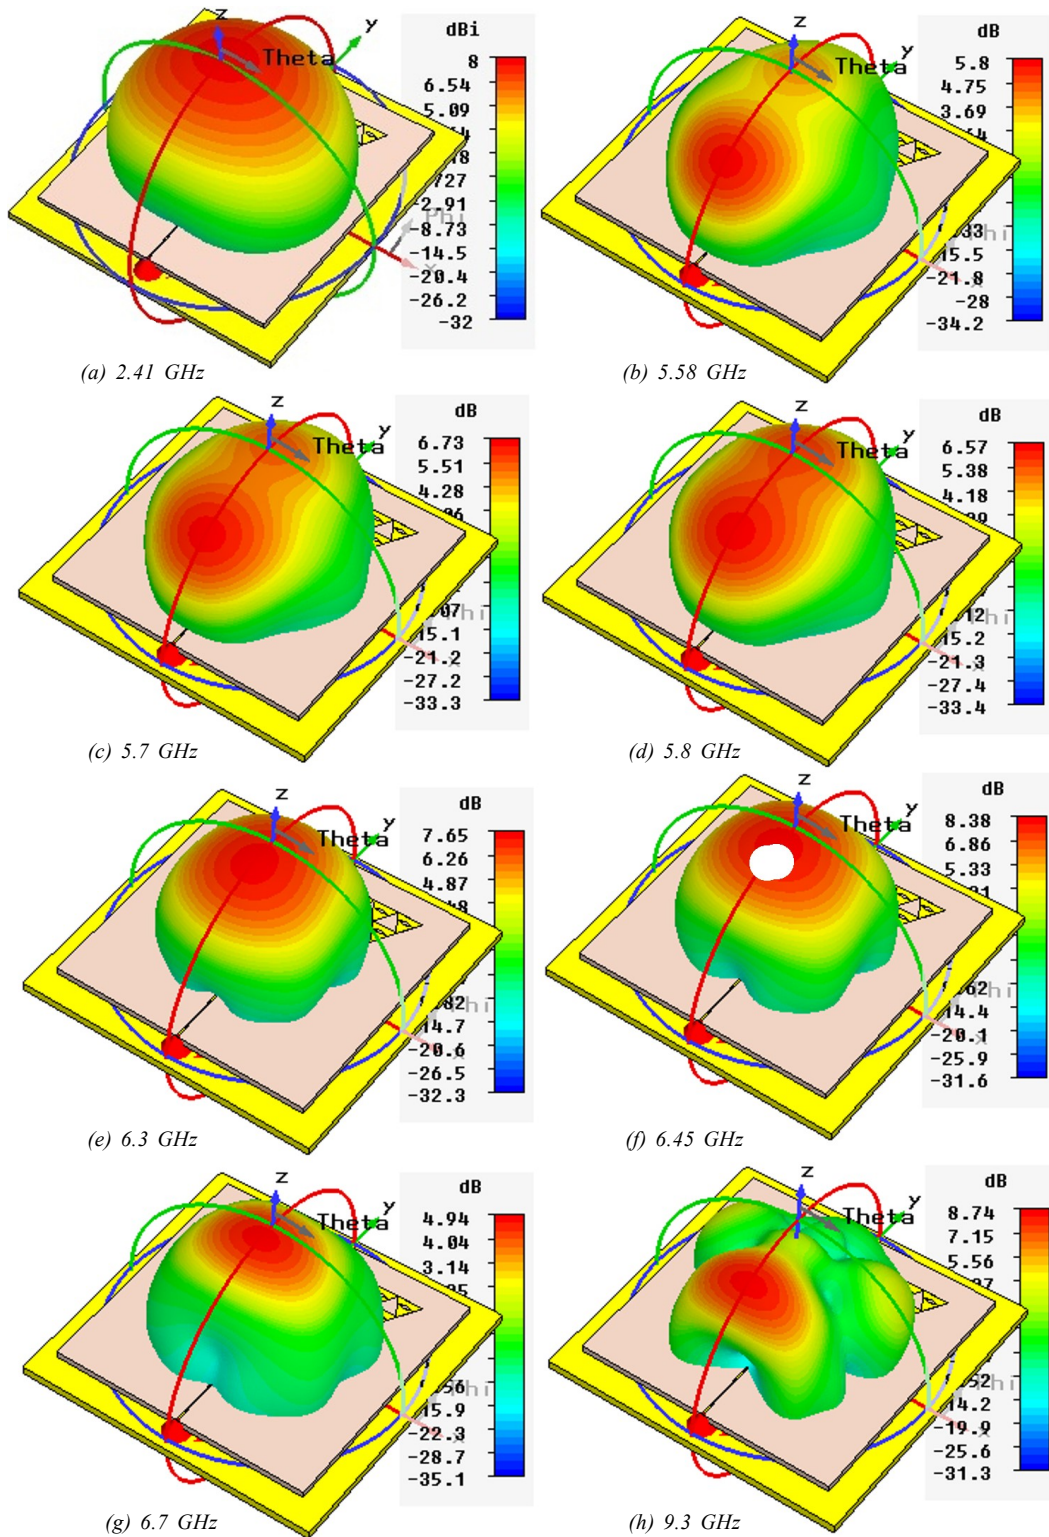 dBi
8
6.54
5.09
-2.91
-8.73
-14.5
-20.4
-26.2
-32
z
y
Theta
Phi
x
(a) 2.41 GHz
dB
5.8
4.75
3.69
-15.5
-21.8
-28
-34.2
z
y
Theta
Phi
x
(b) 5.58 GHz
dB
6.73
5.51
4.28
-15.1
-21.2
-27.2
-33.3
z
y
Theta
Phi
x
(c) 5.7 GHz
dB
6.57
5.38
4.18
-15.2
-21.3
-27.4
-33.4
z
y
Theta
Phi
x
(d) 5.8 GHz
dB
7.65
6.26
4.87
-14.7
-20.6
-26.5
-32.3
z
y
Theta
Phi
x
(e) 6.3 GHz
dB
8.38
6.86
5.33
-14.4
-20.1
-25.9
-31.6
z
y
Theta
Phi
x
(f) 6.45 GHz
dB
4.94
4.04
3.14
-15.9
-22.3
-28.7
-35.1
z
y
Theta
Phi
x
(g) 6.7 GHz
dB
8.74
7.15
5.56
-14.2
-19.9
-25.6
-31.3
z
y
Theta
Phi
x
(h) 9.3 GHz